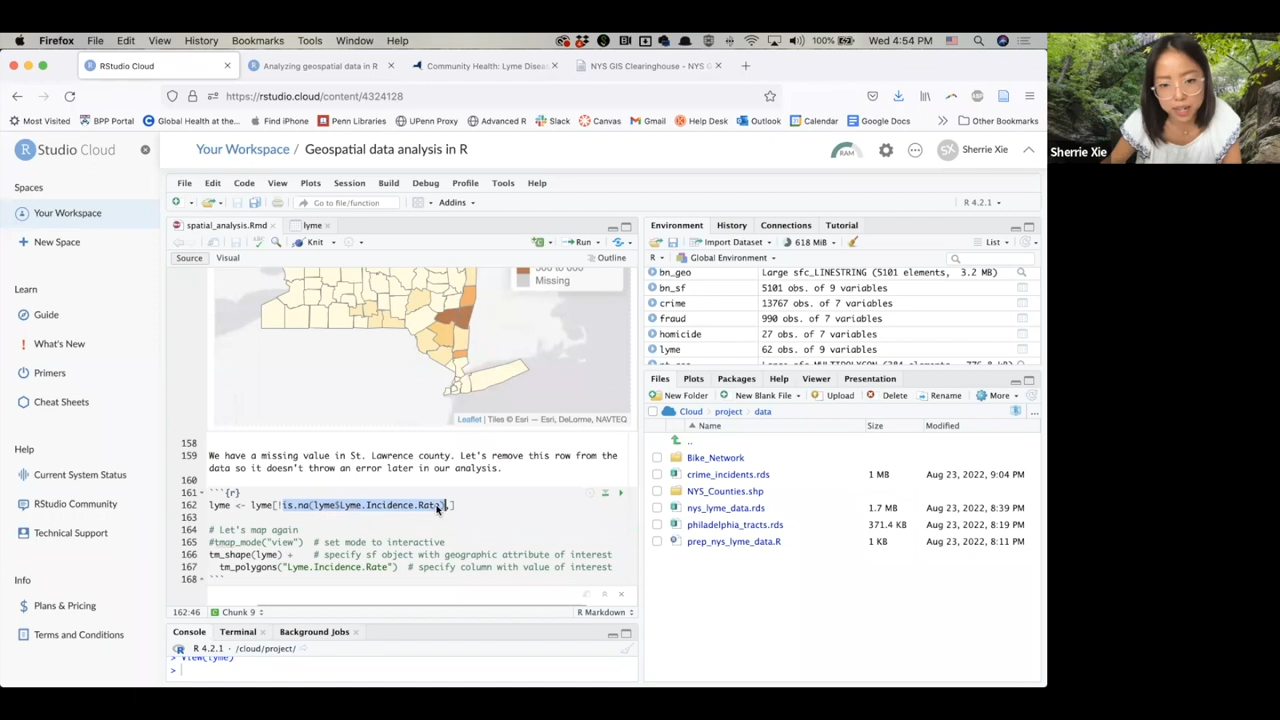 Firefox File Edit View History Bookmarks Tools Window Help 100% Wed 4:54 PM
RStudio Cloud Analyzing geospatial data in R Community Health: Lyme Diseas NYS GIS Clearinghouse - NYS G
https://rstudio.cloud/content/4324128
Most Visited BPP Portal Global Health at the... Find iPhone Penn Libraries UPenn Proxy Advanced R Slack Canvas Gmail Help Desk Outlook Calendar Google Docs Other Bookmarks
Sherrie Xie
R Studio Cloud
Your Workspace / Geospatial data analysis in R
RAM
SX Sherrie Xie
Spaces
Your Workspace
New Space
Learn
Guide
What's New
Primers
Cheat Sheets
Help
Current System Status
RStudio Community
Technical Support
Info
Plans & Pricing
Terms and Conditions
File Edit Code View Plots Session Build Debug Profile Tools Help
Go to file/function Addins R 4.2.1
spatial_analysis.Rmd lyme
Knit Run
Source Visual Outline
500 to 600
Missing
Leaflet | Tiles © Esri — Esri, DeLorme, NAVTEQ
158
159 We have a missing value in St. Lawrence county. Let's remove this row from the
data so it doesn't throw an error later in our analysis.
160
161 ```{r}
162 lyme <- lyme[!is.na(lyme$Lyme.Incidence.Rate),]
163
164 # Let's map again
165 #tmap_mode("view") # set mode to interactive
166 tm_shape(lyme) + # specify sf object with geographic attribute of interest
167 tm_polygons("Lyme.Incidence.Rate") # specify column with value of interest
168 ```
162:46 Chunk 9 R Markdown
Console Terminal Background Jobs
R 4.2.1 · /cloud/project/
> View(lyme)
>
Environment History Connections Tutorial
Import Dataset 618 MiB List
R Global Environment
bn_geo Large sfc_LINESTRING (5101 elements, 3.2 MB)
bn_sf 5101 obs. of 9 variables
crime 13767 obs. of 7 variables
fraud 990 obs. of 7 variables
homicide 27 obs. of 7 variables
lyme 62 obs. of 9 variables
Files Plots Packages Help Viewer Presentation
New Folder New Blank File Upload Delete Rename More
Cloud project data
Name Size Modified
..
Bike_Network
crime_incidents.rds 1 MB Aug 23, 2022, 9:04 PM
NYS_Counties.shp
nys_lyme_data.rds 1.7 MB Aug 23, 2022, 8:39 PM
philadelphia_tracts.rds 371.4 KB Aug 23, 2022, 8:19 PM
prep_nys_lyme_data.R 1 KB Aug 23, 2022, 8:11 PM